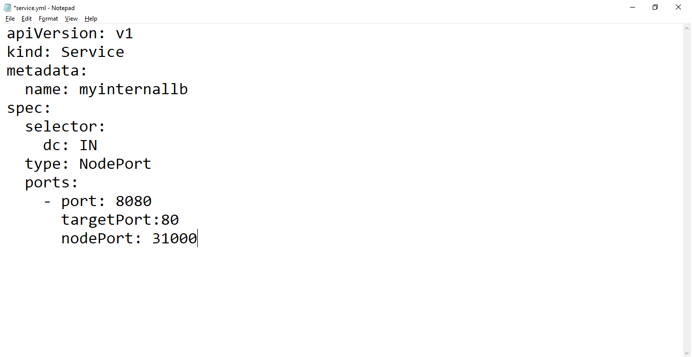 *service.yml - Notepad
File Edit Format View Help
apiVersion: v1
kind: Service
metadata:
  name: myinternallb
spec:
  selector:
    dc: IN
  type: NodePort
  ports:
    - port: 8080
      targetPort:80
      nodePort: 31000